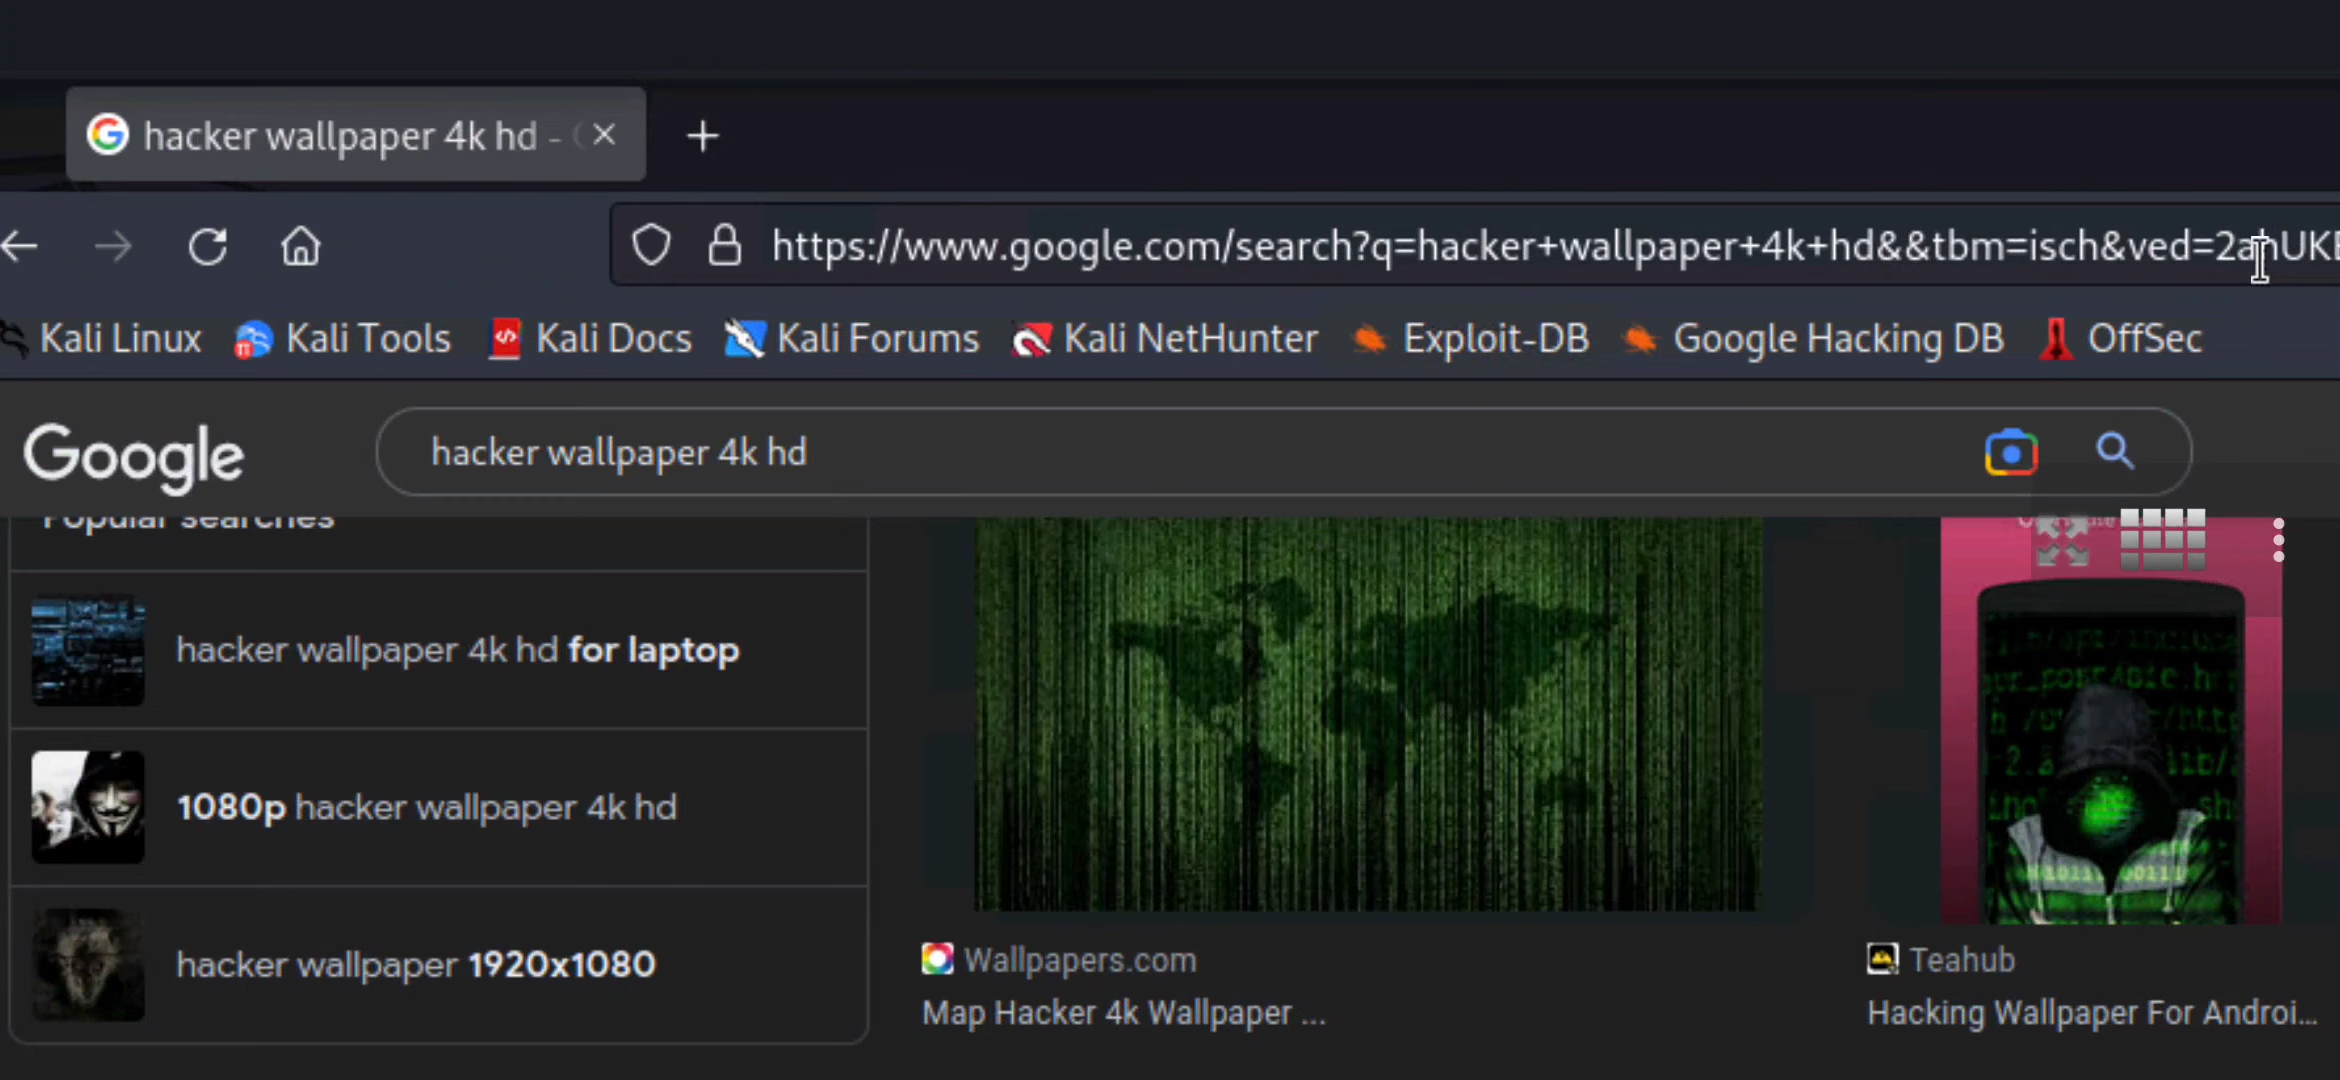 hacker wallpaper 4k hd -
https://www.google.com/search?q=hacker+wallpaper+4k+hd&&tbm=isch&ved=2ahUKE
Kali Linux Kali Tools Kali Docs Kali Forums Kali NetHunter Exploit-DB Google Hacking DB OffSec
Google hacker wallpaper 4k hd
Popular searches
hacker wallpaper 4k hd for laptop
1080p hacker wallpaper 4k hd
hacker wallpaper 1920x1080
Wallpapers.com
Map Hacker 4k Wallpaper ...
Teahub
Hacking Wallpaper For Androi...